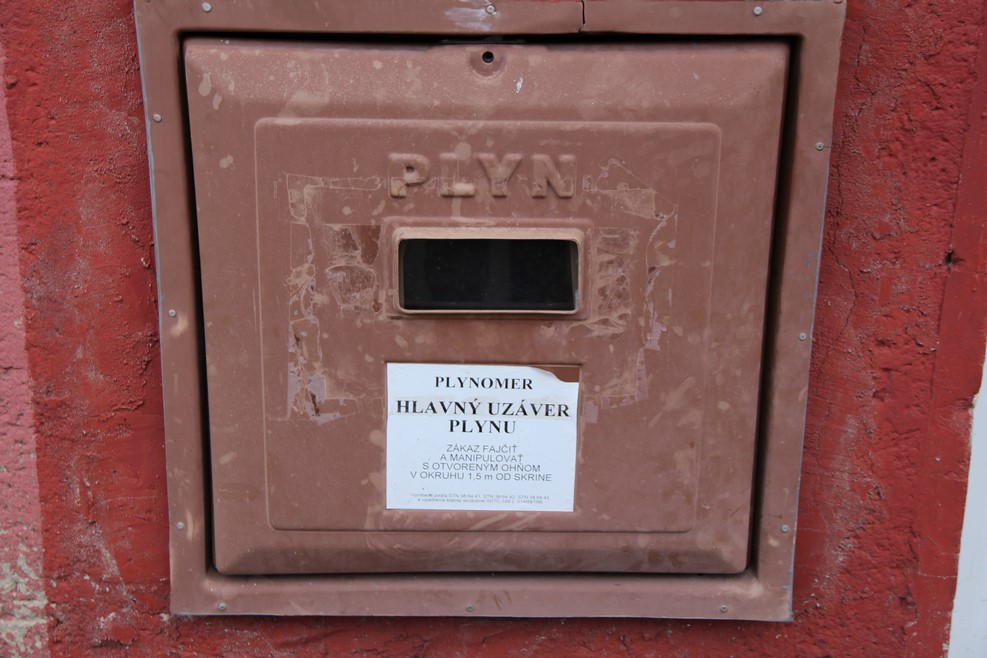 PLYN
PLYNOMER
HLAVNÝ UZÁVER
PLYNU
ZÁKAZ FAJČIŤ
A MANIPULOVAŤ
S OTVORENÝM OHŇOM
V OKRUHU 1,5 m OD SKRINE